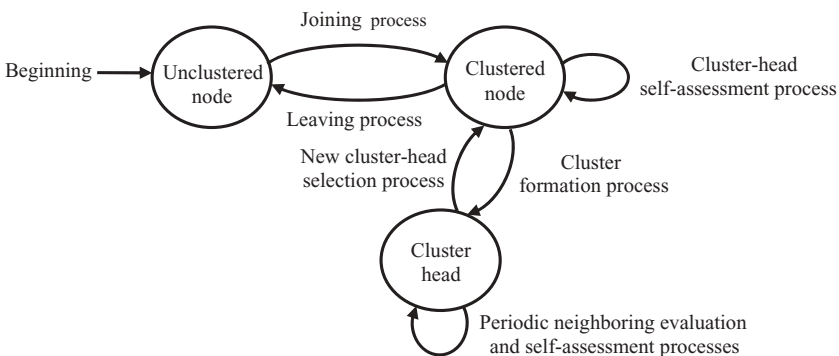 Joining process
Beginning
Unclustered
node
Clustered
node
Cluster-head
self-assessment process
Leaving process
New cluster-head
selection process
Cluster
formation process
Cluster
head
Periodic neighboring evaluation
and self-assessment processes